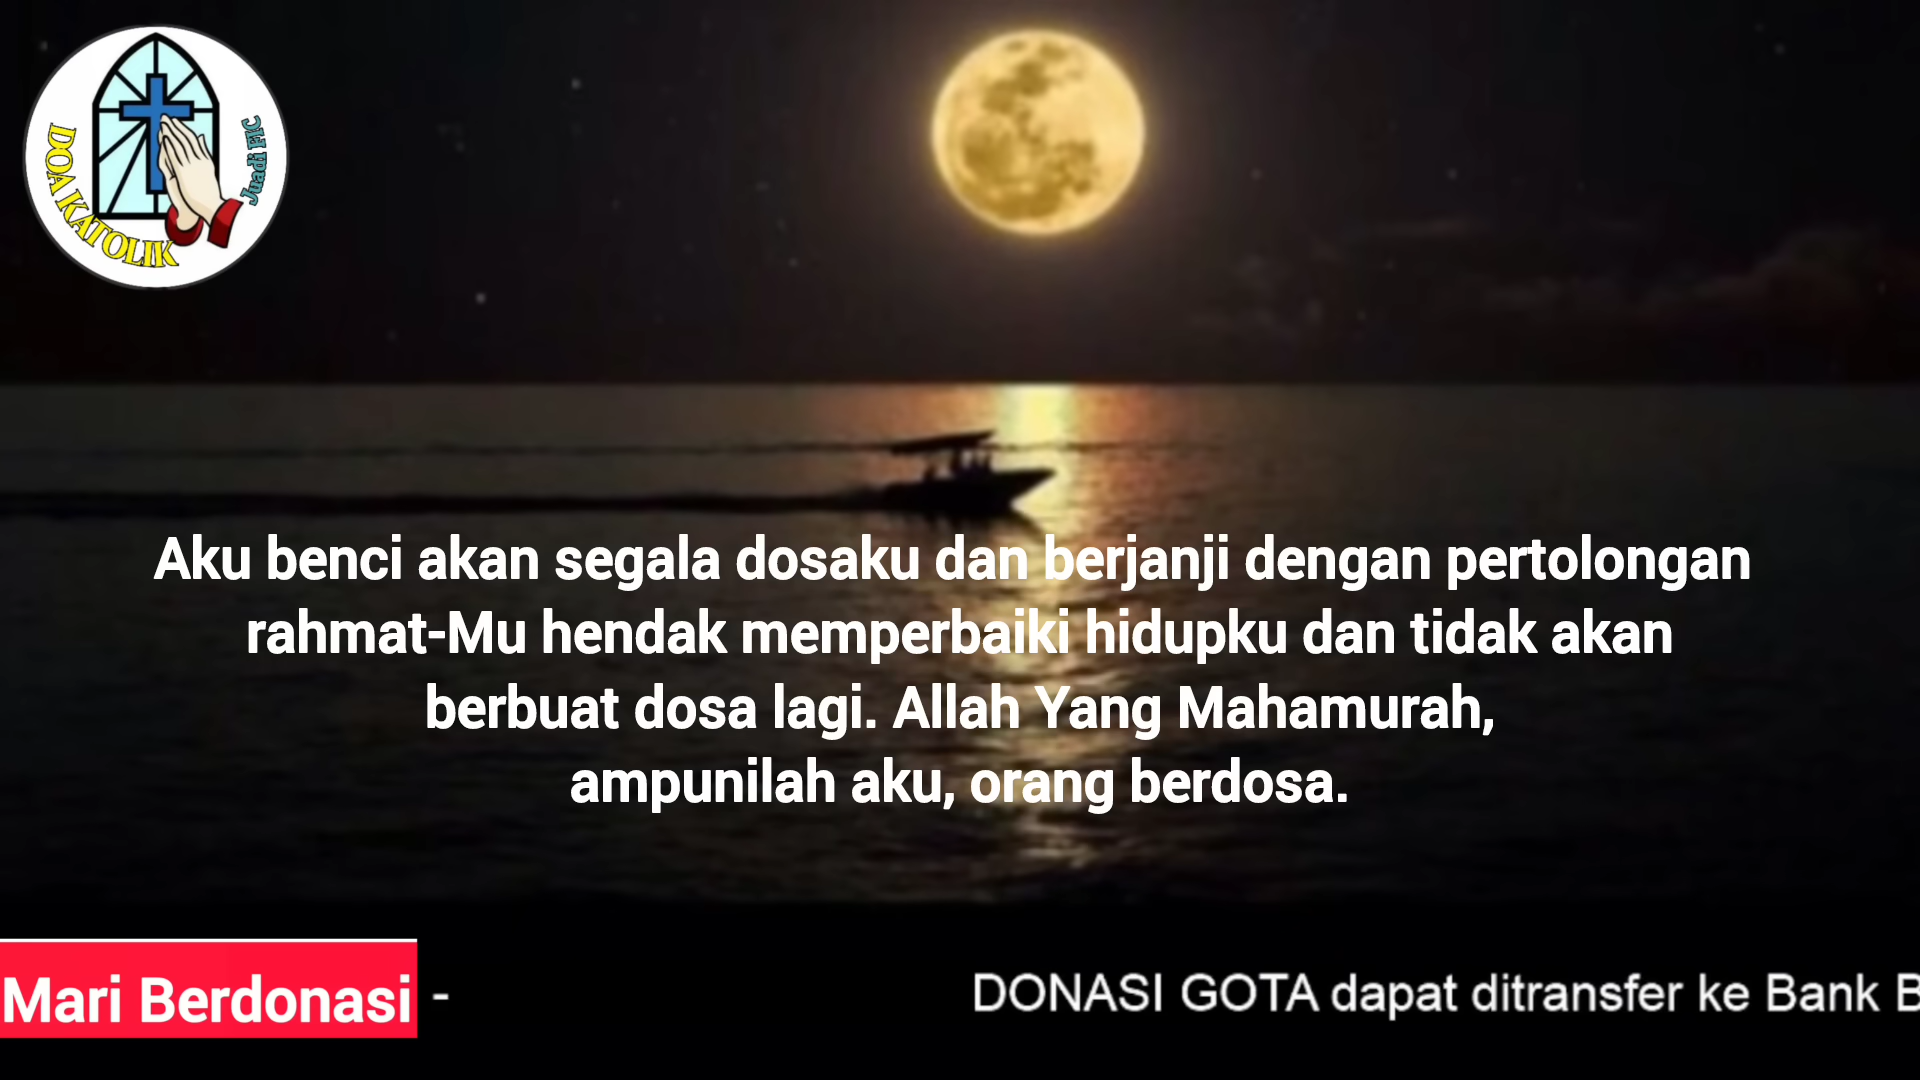 DOA KATOLIK
Juadi FIC
Aku benci akan segala dosaku dan berjanji dengan pertolongan
rahmat-Mu hendak memperbaiki hidupku dan tidak akan
berbuat dosa lagi. Allah Yang Mahamurah,
ampunilah aku, orang berdosa.
Mari Berdonasi -
DONASI GOTA dapat ditransfer ke Bank B